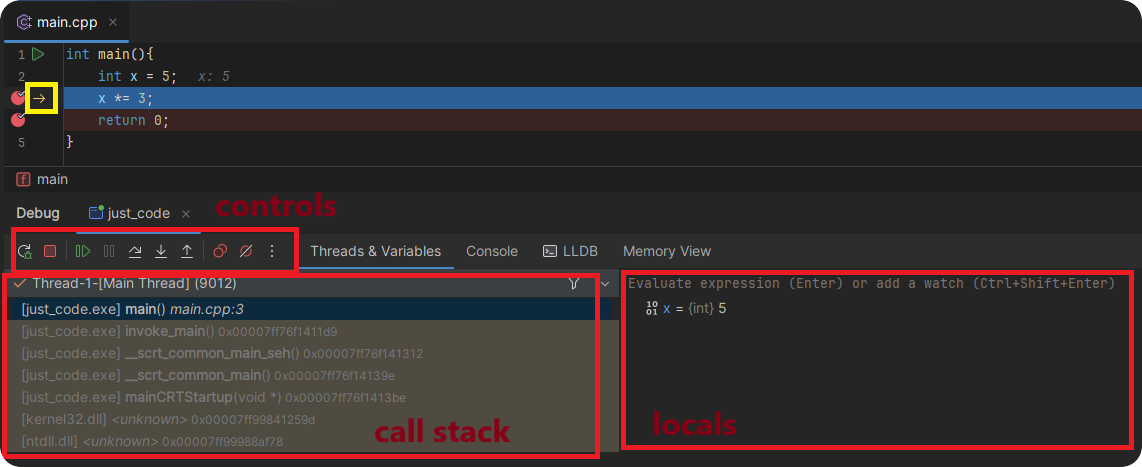 main.cpp
1 int main(){
2 int x = 5; x: 5
x *= 3;
return 0;
5 }
f main
Debug just_code controls
Threads & Variables Console LLDB Memory View
Thread-1-[Main Thread] (9012)
[just_code.exe] main() main.cpp:3
[just_code.exe] invoke_main() 0x00007ff76f1411d9
[just_code.exe] __scrt_common_main_seh() 0x00007ff76f141312
[just_code.exe] __scrt_common_main() 0x00007ff76f14139e
[just_code.exe] mainCRTStartup(void *) 0x00007ff76f1413be
[kernel32.dll] <unknown> 0x00007ff99841259d
[ntdll.dll] <unknown> 0x00007ff99988af78
call stack
Evaluate expression (Enter) or add a watch (Ctrl+Shift+Enter)
10
01 x = {int} 5
locals